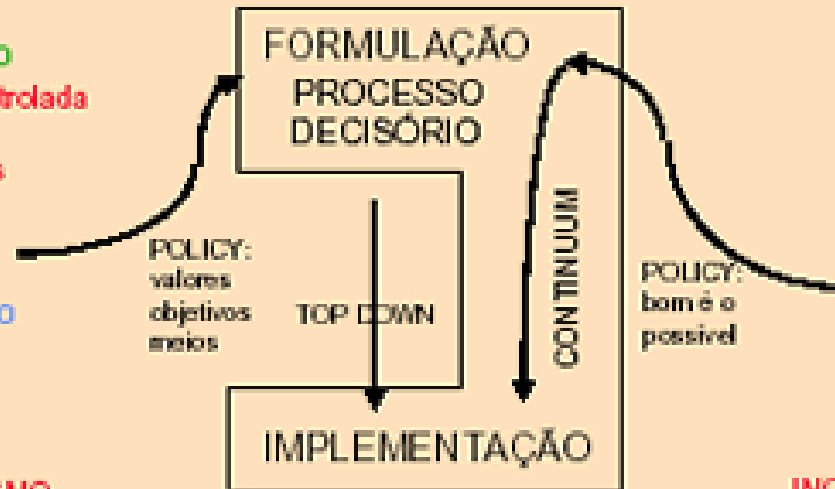 FORMULAÇÃO
PROCESSO
DECISÓRIO
trolada
POLICY:
valores
objetivos
meios
TOP DOWN
CONTINUUM
POLICY:
bom é o
possível
IMPLEMENTAÇÃO